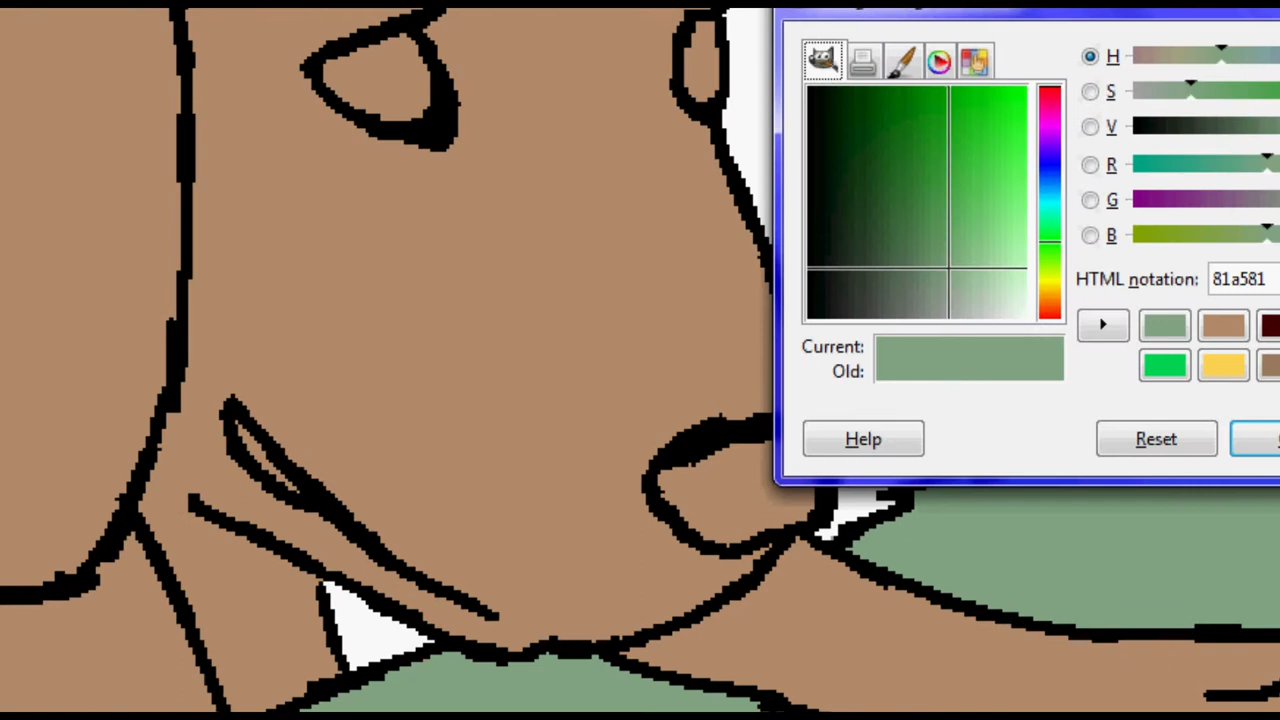 H
S
V
R
G
B
HTML notation: 81a581
Current:
Old:
Help
Reset